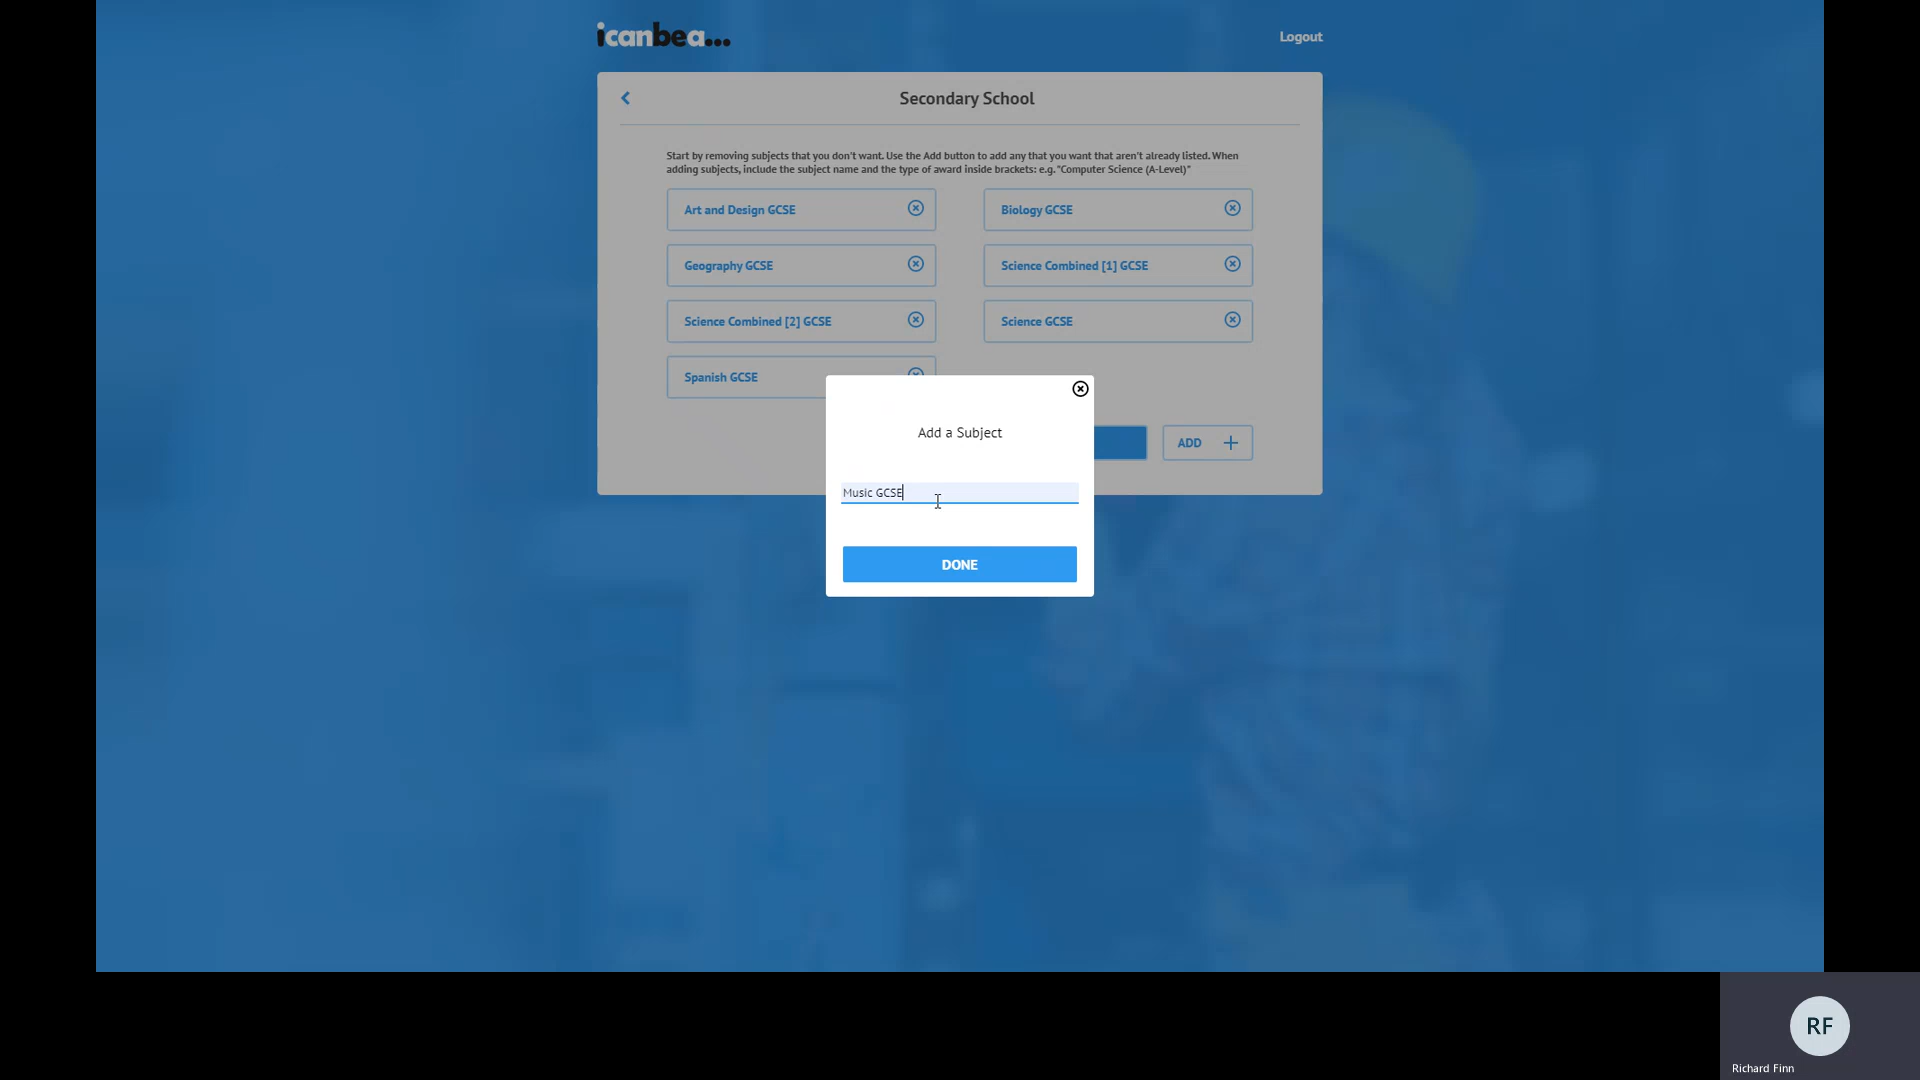 icanbea...
Logout
Secondary School
Start by removing subjects that you don't want. Use the Add button to add any that you want that aren't already listed. When
adding subjects, include the subject name and the type of award inside brackets: e.g. "Computer Science (A-Level)"
Art and Design GCSE
Biology GCSE
Geography GCSE
Science Combined [1] GCSE
Science Combined [2] GCSE
Science GCSE
Spanish GCSE
Add a Subject
ADD
Music GCSE
DONE
RF
Richard Finn